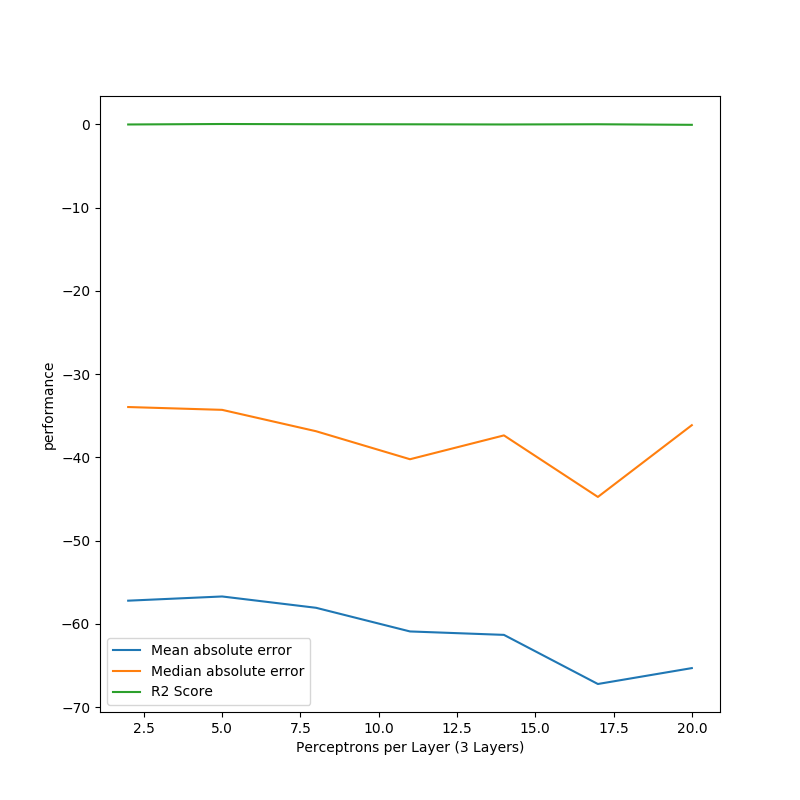 0
−10
−20
−30
−40
−50
−60
−70
performance
Mean absolute error
Median absolute error
R2 Score
2.5 5.0 7.5 10.0 12.5 15.0 17.5 20.0
Perceptrons per Layer (3 Layers)